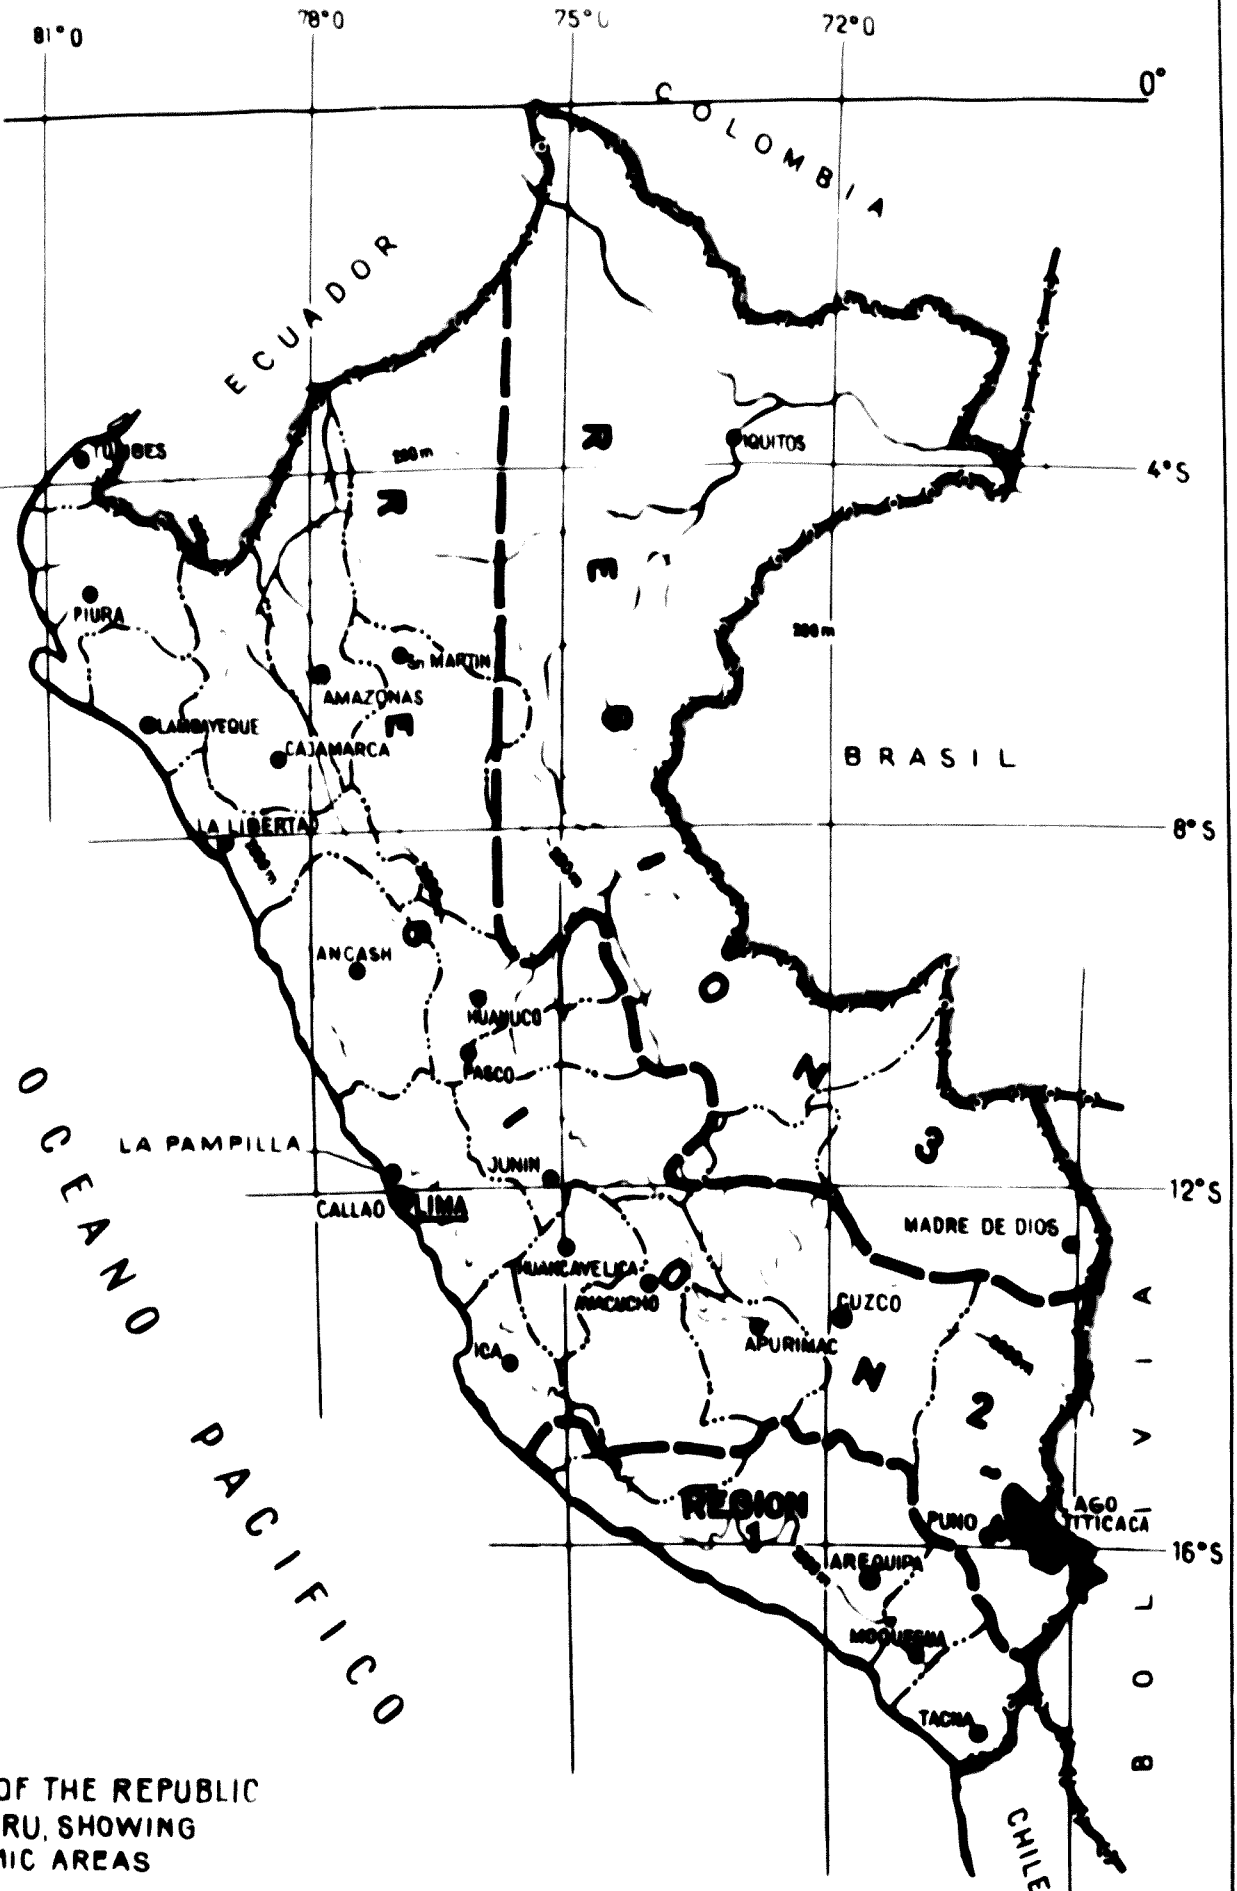 81°0
78°0
75°0
72°0
0°
COLOMBIA
ECUADOR
TUMBES
200m
REGION
REGION
IQUITOS
4°S
PIURA
200m
Sn MARTIN
AMAZONAS
LAMBAYEQUE
CAJAMARCA
BRASIL
LA LIBERTAD
8°S
ANCASH
HUANUCO
PASCO
OCEANO PACIFICO
LA PAMPILLA
JUNIN
3
CALLAO
LIMA
12°S
MADRE DE DIOS
HUANCAVELICA
AYACUCHO
CUZCO
APURIMAC
ICA
2
BOLIVIA
REGION
1
PUNO
LAGO
TITICACA
16°S
AREQUIPA
MOQUEGUA
TACNA
CHILE
OF THE REPUBLIC
RU, SHOWING
MIC AREAS